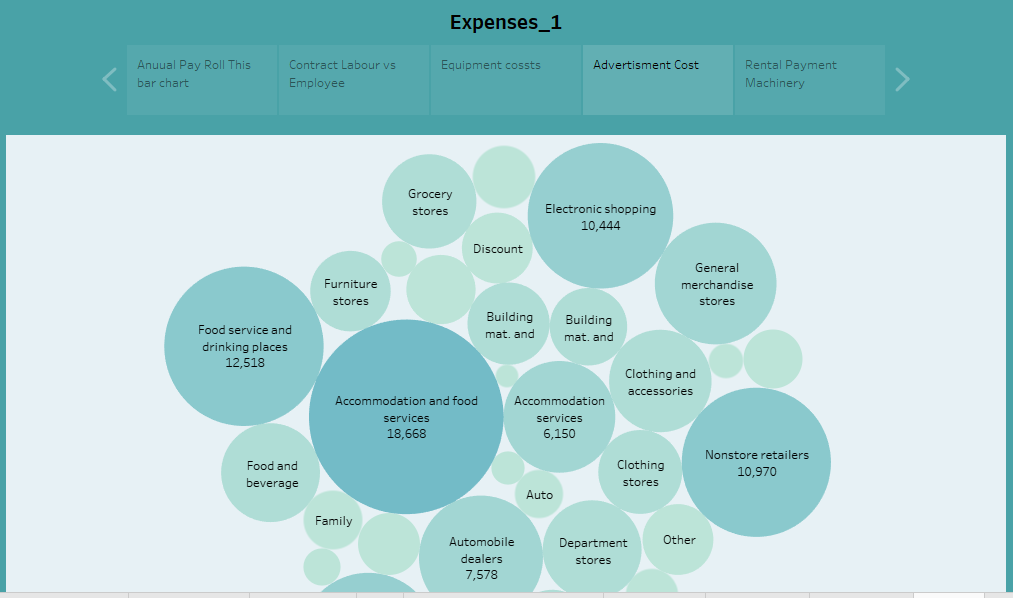 Expenses_1
Anuual Pay Roll This
bar chart
Contract Labour vs
Employee
Equipment cossts
Advertisment Cost
Rental Payment
Machinery
Grocery
stores
Electronic shopping
10,444
Discount
General
merchandise
stores
Furniture
stores
Building
mat. and
Building
mat. and
Food service and
drinking places
12,518
Clothing and
accessories
Accommodation and food
services
18,668
Accommodation
services
6,150
Nonstore retailers
10,970
Food and
beverage
Clothing
stores
Auto
Family
Automobile
dealers
7,578
Department
stores
Other